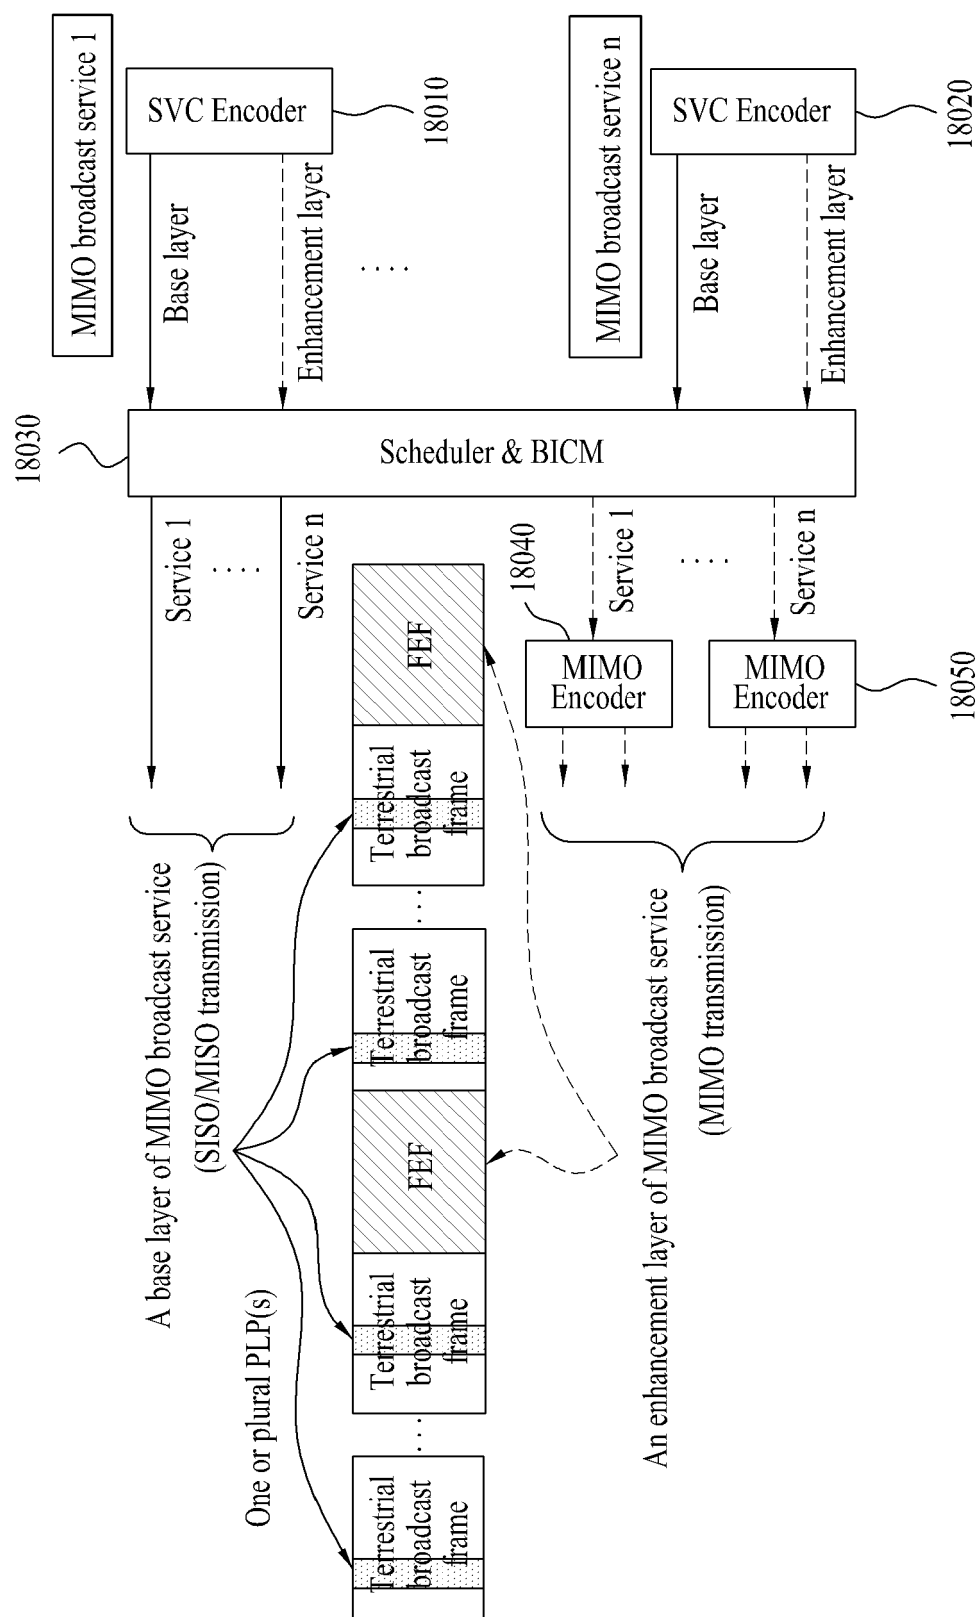 MIMO broadcast service 1
SVC Encoder
18010
Base layer
Enhancement layer
. . . .
MIMO broadcast service n
SVC Encoder
18020
Base layer
Enhancement layer
18030
Scheduler & BICM
Service 1
. . . .
Service n
Service 1
. . . .
Service n
18040
MIMO
Encoder
MIMO
Encoder
18050
A base layer of MIMO broadcast service
(SISO/MISO transmission)
One or plural PLP(s)
Terrestrial
broadcast
frame
. . .
Terrestrial
broadcast
frame
FEF
Terrestrial
broadcast
frame
. . .
Terrestrial
broadcast
frame
FEF
An enhancement layer of MIMO broadcast service
(MIMO transmission)